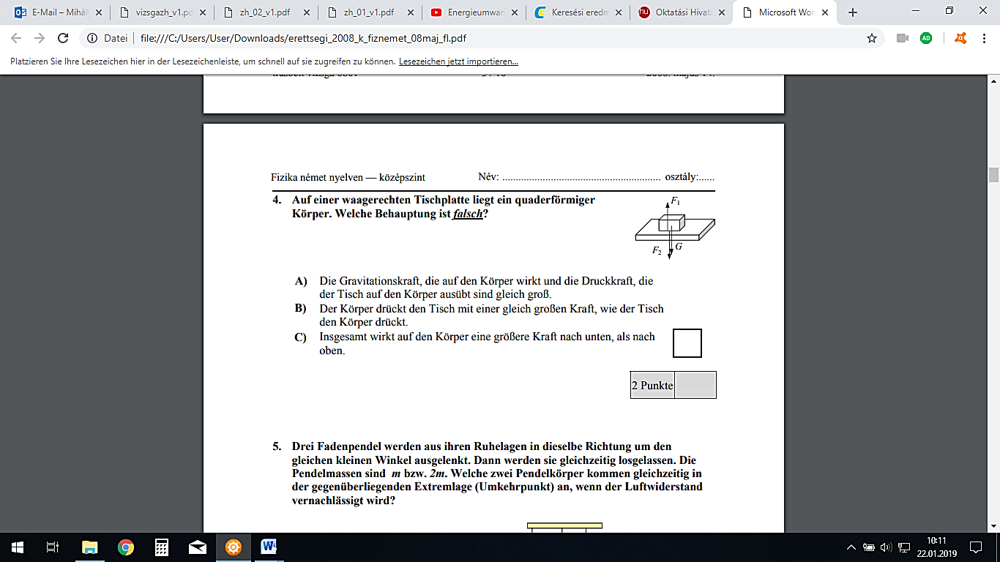 E-Mail – Mihál
vizsgazh_v1.pd
zh_02_v1.pdf
zh_01_v1.pdf
Energieumwan
Keresési eredm
Oktatási Hivata
Microsoft Wor
Datei
file:///C:/Users/User/Downloads/erettsegi_2008_k_fiznemet_08maj_fl.pdf
AD
Platzieren Sie Ihre Lesezeichen hier in der Lesezeichenleiste, um schnell auf sie zugreifen zu können. Lesezeichen jetzt importieren...
Fizika német nyelven — középszint Név: ........................................................... osztály:......
4. Auf einer waagerechten Tischplatte liegt ein quaderförmiger
Körper. Welche Behauptung ist falsch?
F1
F2
G
A) Die Gravitationskraft, die auf den Körper wirkt und die Druckkraft, die
der Tisch auf den Körper ausübt sind gleich groß.
B) Der Körper drückt den Tisch mit einer gleich großen Kraft, wie der Tisch
den Körper drückt.
C) Insgesamt wirkt auf den Körper eine größere Kraft nach unten, als nach
oben.
2 Punkte
5. Drei Fadenpendel werden aus ihren Ruhelagen in dieselbe Richtung um den
gleichen kleinen Winkel ausgelenkt. Dann werden sie gleichzeitig losgelassen. Die
Pendelmassen sind m bzw. 2m. Welche zwei Pendelkörper kommen gleichzeitig in
der gegenüberliegenden Extremlage (Umkehrpunkt) an, wenn der Luftwiderstand
vernachlässigt wird?
10:11
22.01.2019